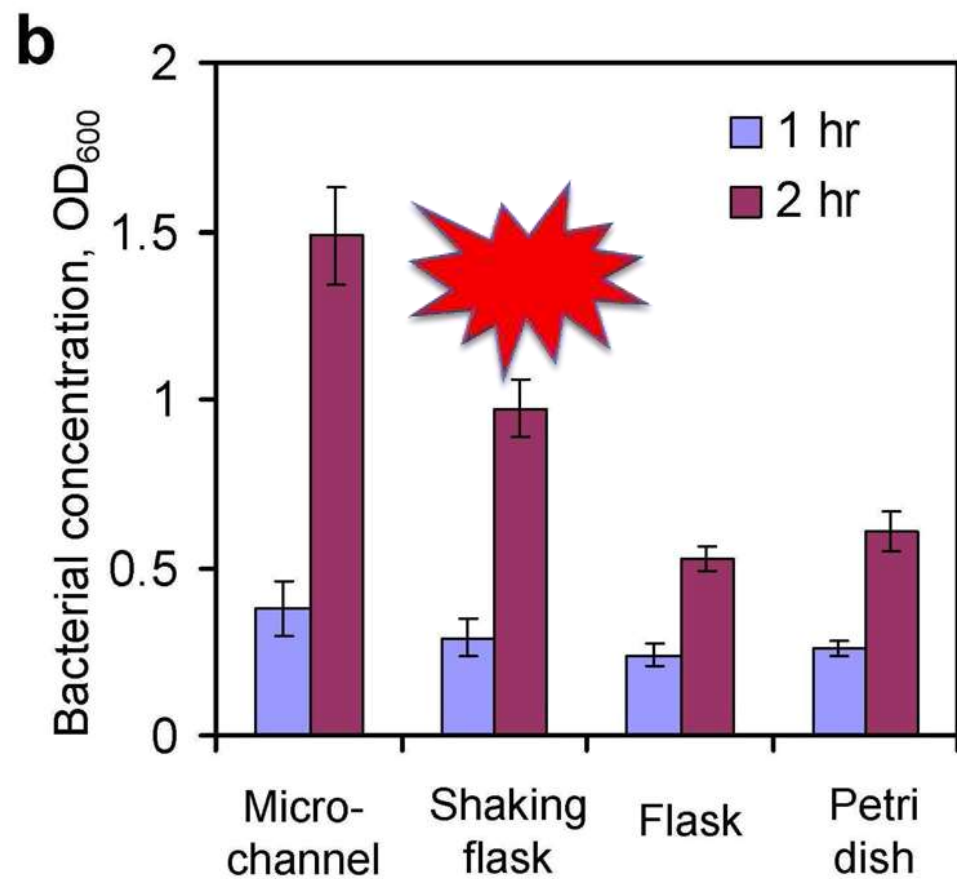 b
Bacterial concentration, OD600
2
1.5
1
0.5
0
1 hr
2 hr
Micro-
channel
Shaking
flask
Flask
Petri
dish